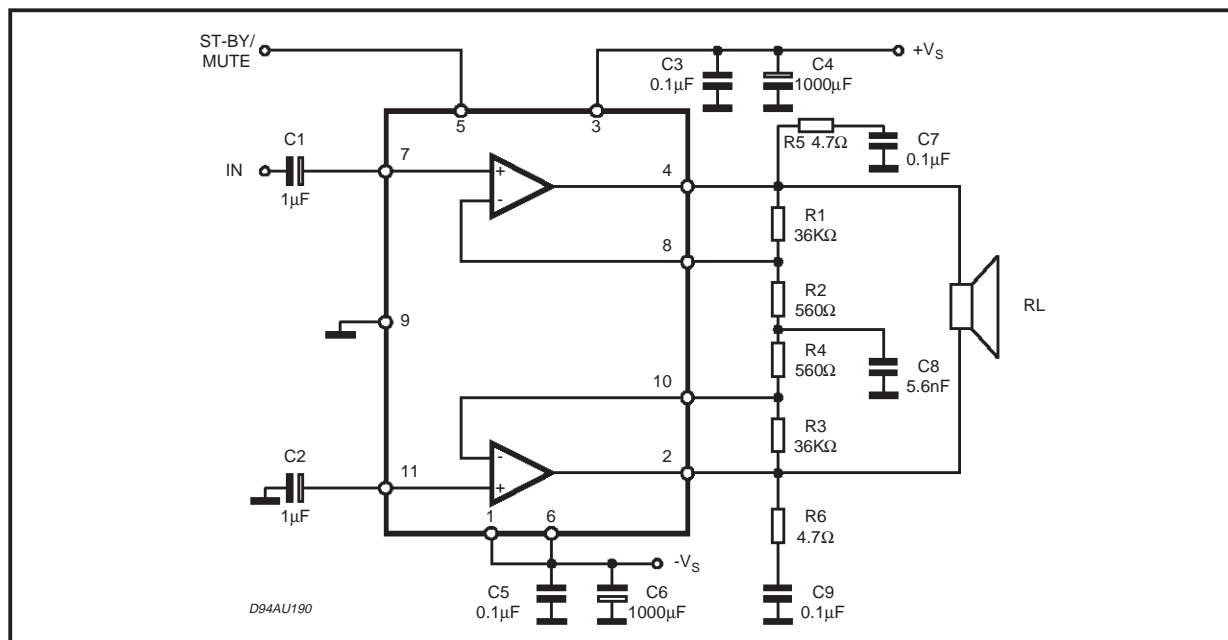 ST-BY/
MUTE
C3
0.1µF
C4
1000µF
+VS
5
3
R5 4.7Ω
C7
0.1µF
C1
IN
1µF
7
+
-
4
R1
36KΩ
8
R2
560Ω
RL
9
R4
560Ω
C8
5.6nF
10
R3
36KΩ
C2
1µF
11
-
+
2
1
6
R6
4.7Ω
-VS
C5
0.1µF
C6
1000µF
C9
0.1µF
D94AU190